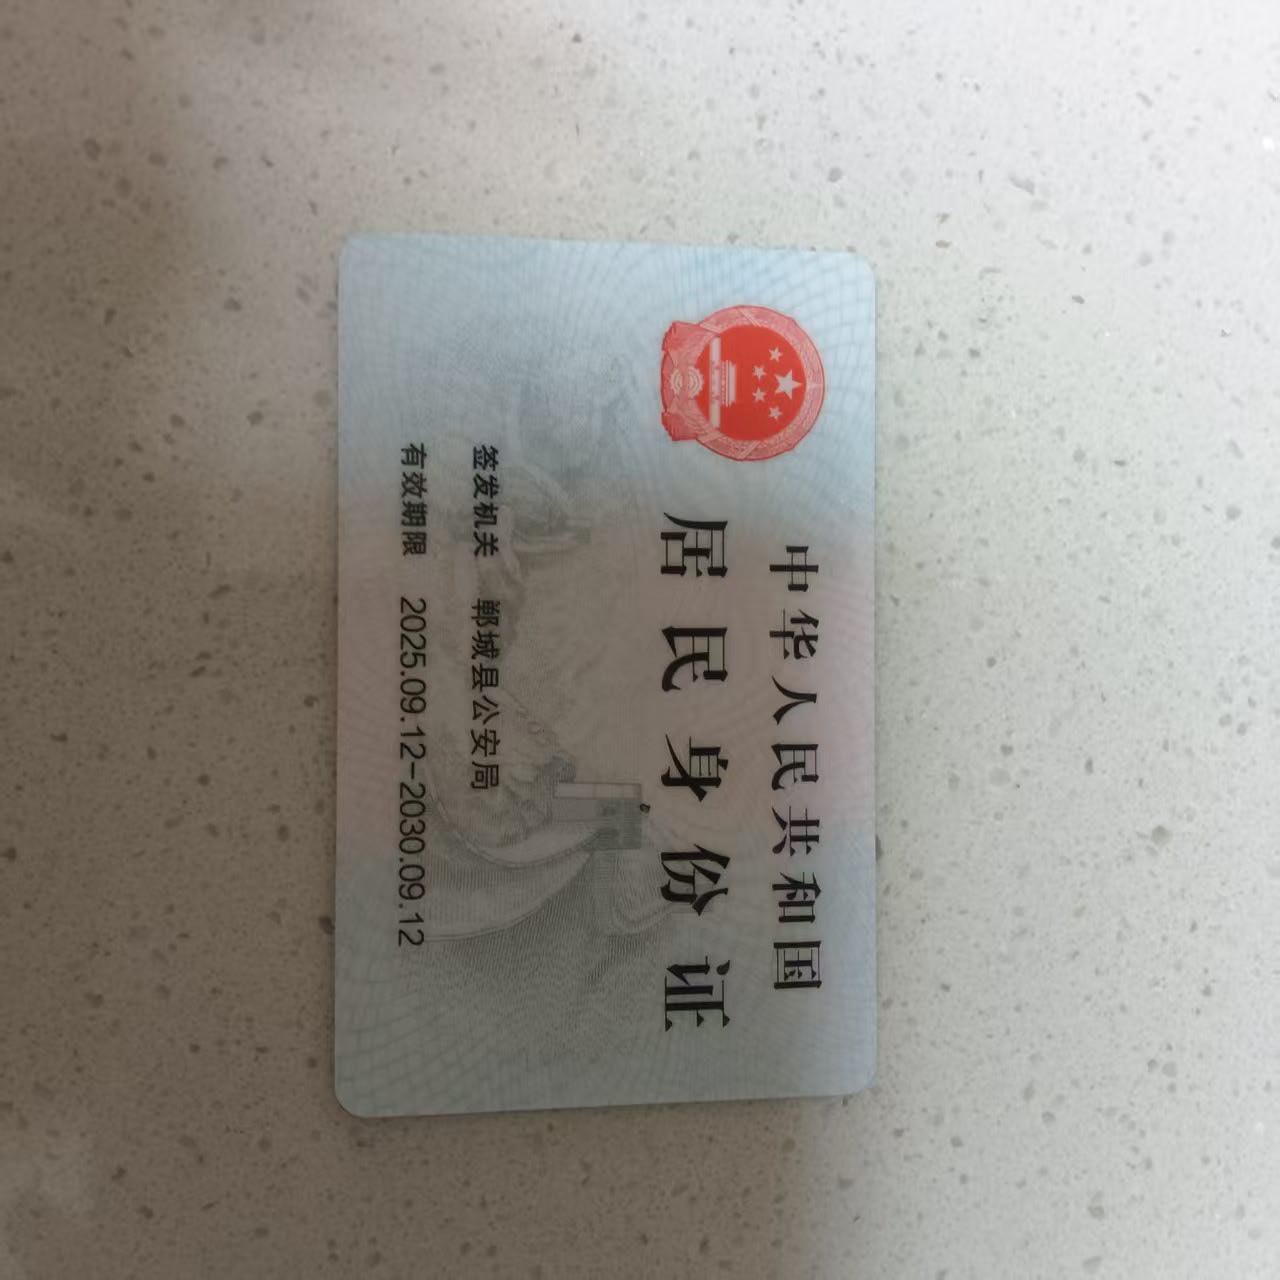 中华人民共和国
居民身份证
签发机关 郸城县公安局
有效期限 2025.09.12-2030.09.12